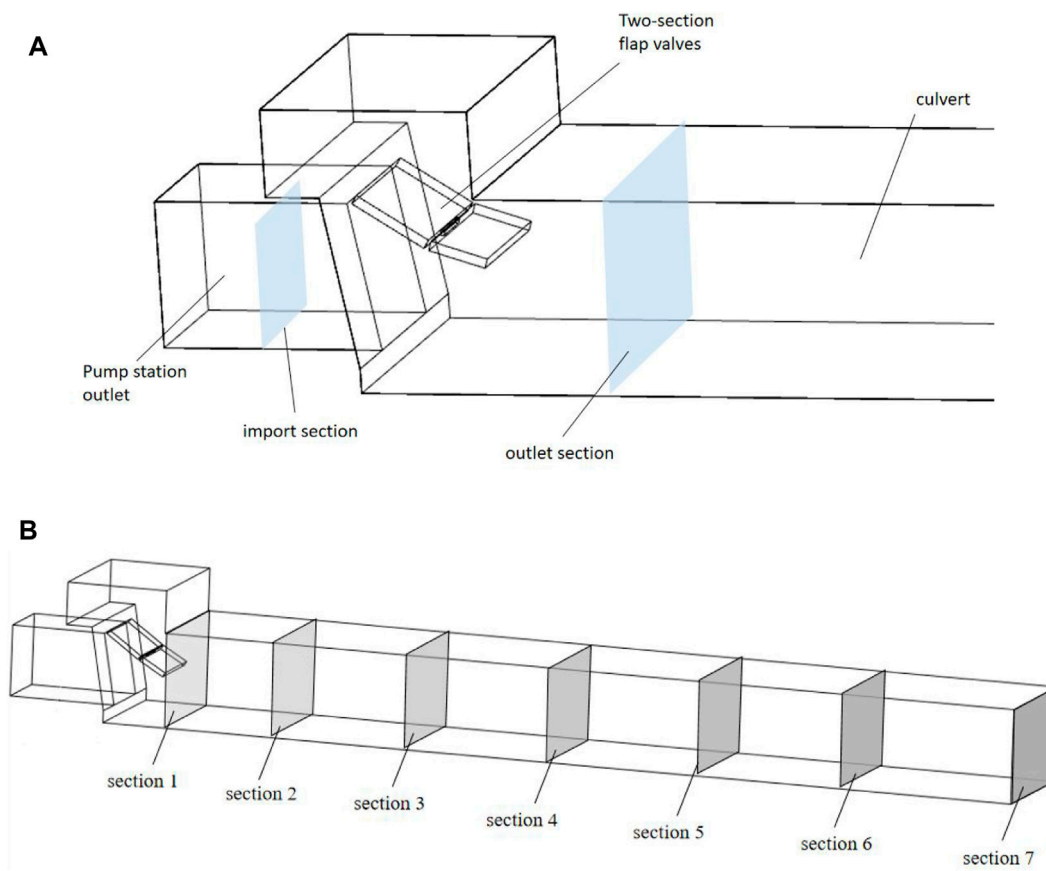 A
Two-section
flap valves
culvert
Pump station
outlet
import section
outlet section
B
section 1
section 2
section 3
section 4
section 5
section 6
section 7